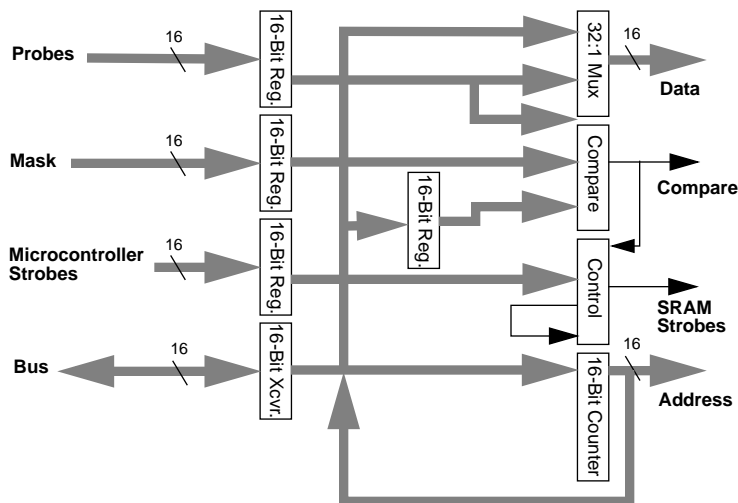 Probes
16
16-Bit Reg.
32:1 Mux
16
Data
Mask
16
16-Bit Reg.
Compare
Compare
16-Bit Reg.
Microcontroller
Strobes
16
16-Bit Reg.
Control
SRAM
Strobes
Bus
16
16-Bit Xcvr.
16-Bit Counter
16
Address